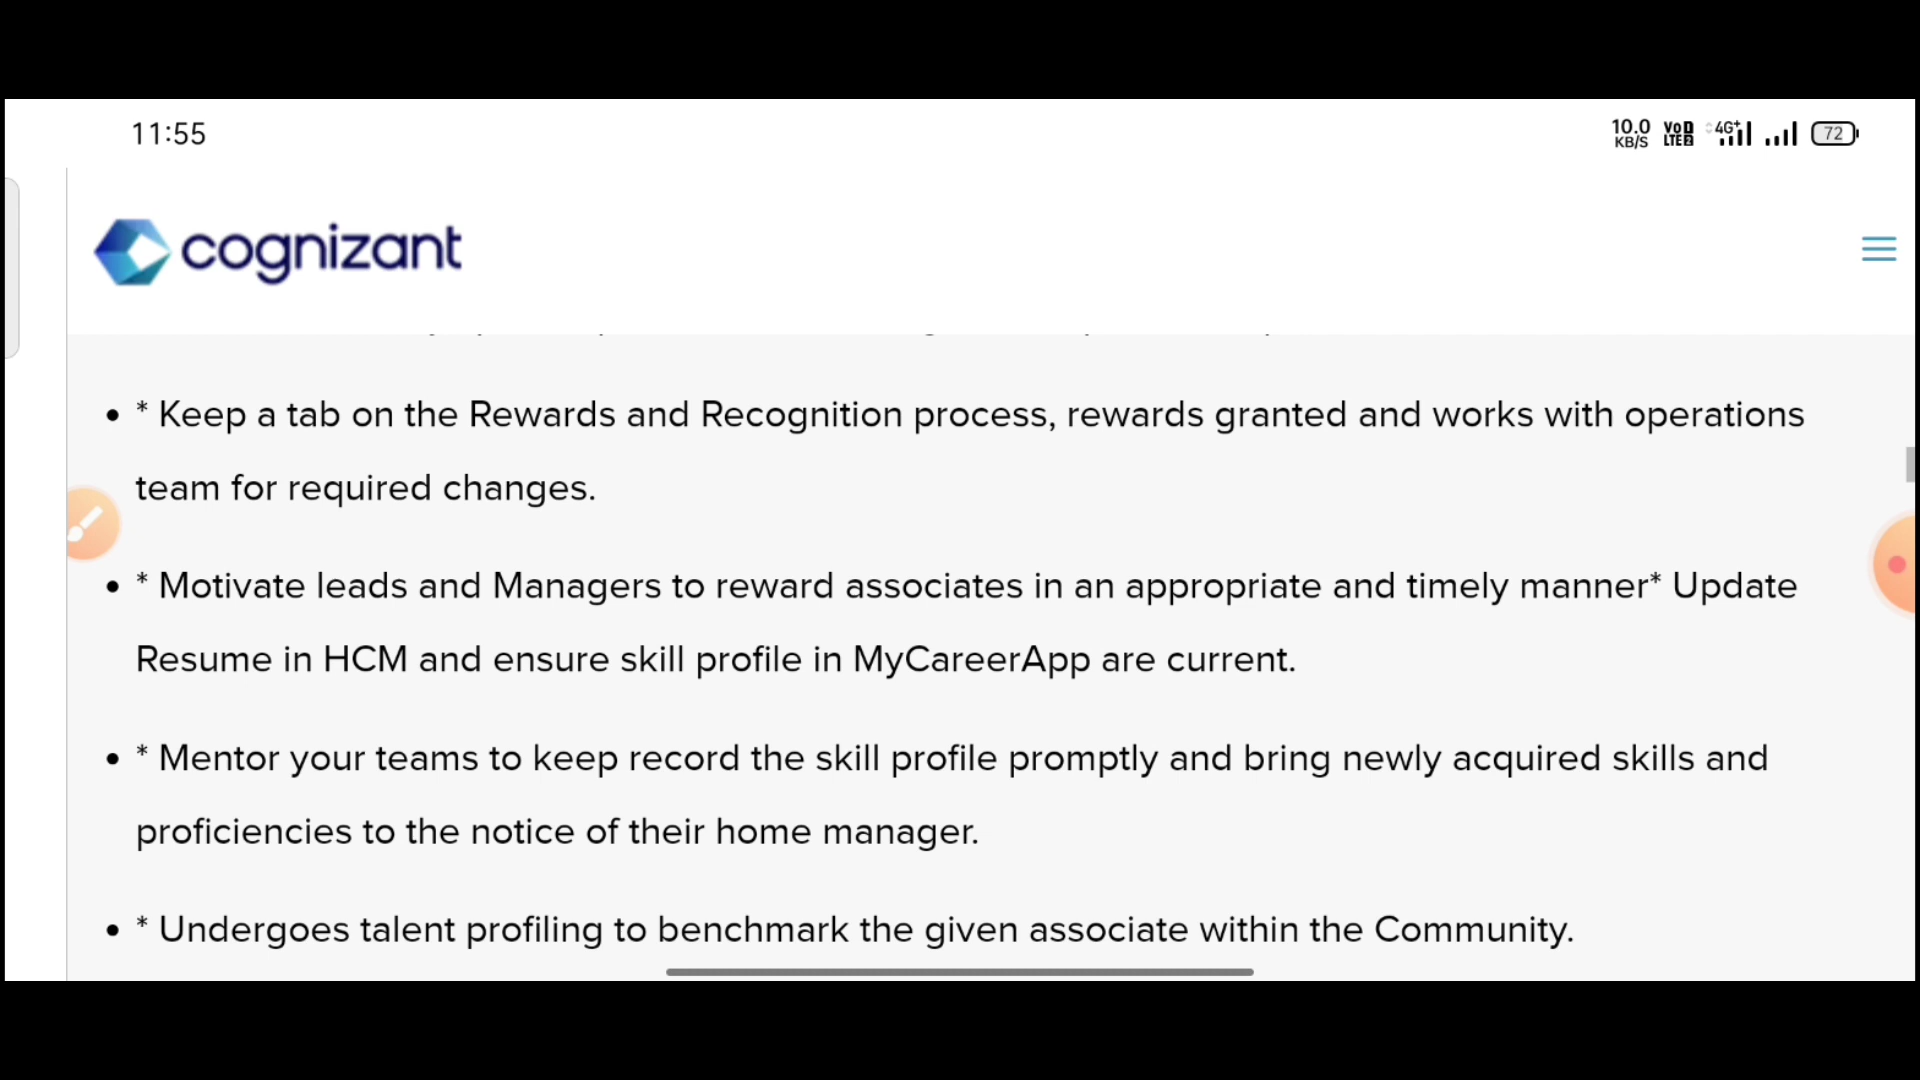 11:55
10.0
KB/S
VoD
LTE2
4G+
72
cognizant
* Keep a tab on the Rewards and Recognition process, rewards granted and works with operations
team for required changes.
* Motivate leads and Managers to reward associates in an appropriate and timely manner* Update
Resume in HCM and ensure skill profile in MyCareerApp are current.
* Mentor your teams to keep record the skill profile promptly and bring newly acquired skills and
proficiencies to the notice of their home manager.
* Undergoes talent profiling to benchmark the given associate within the Community.